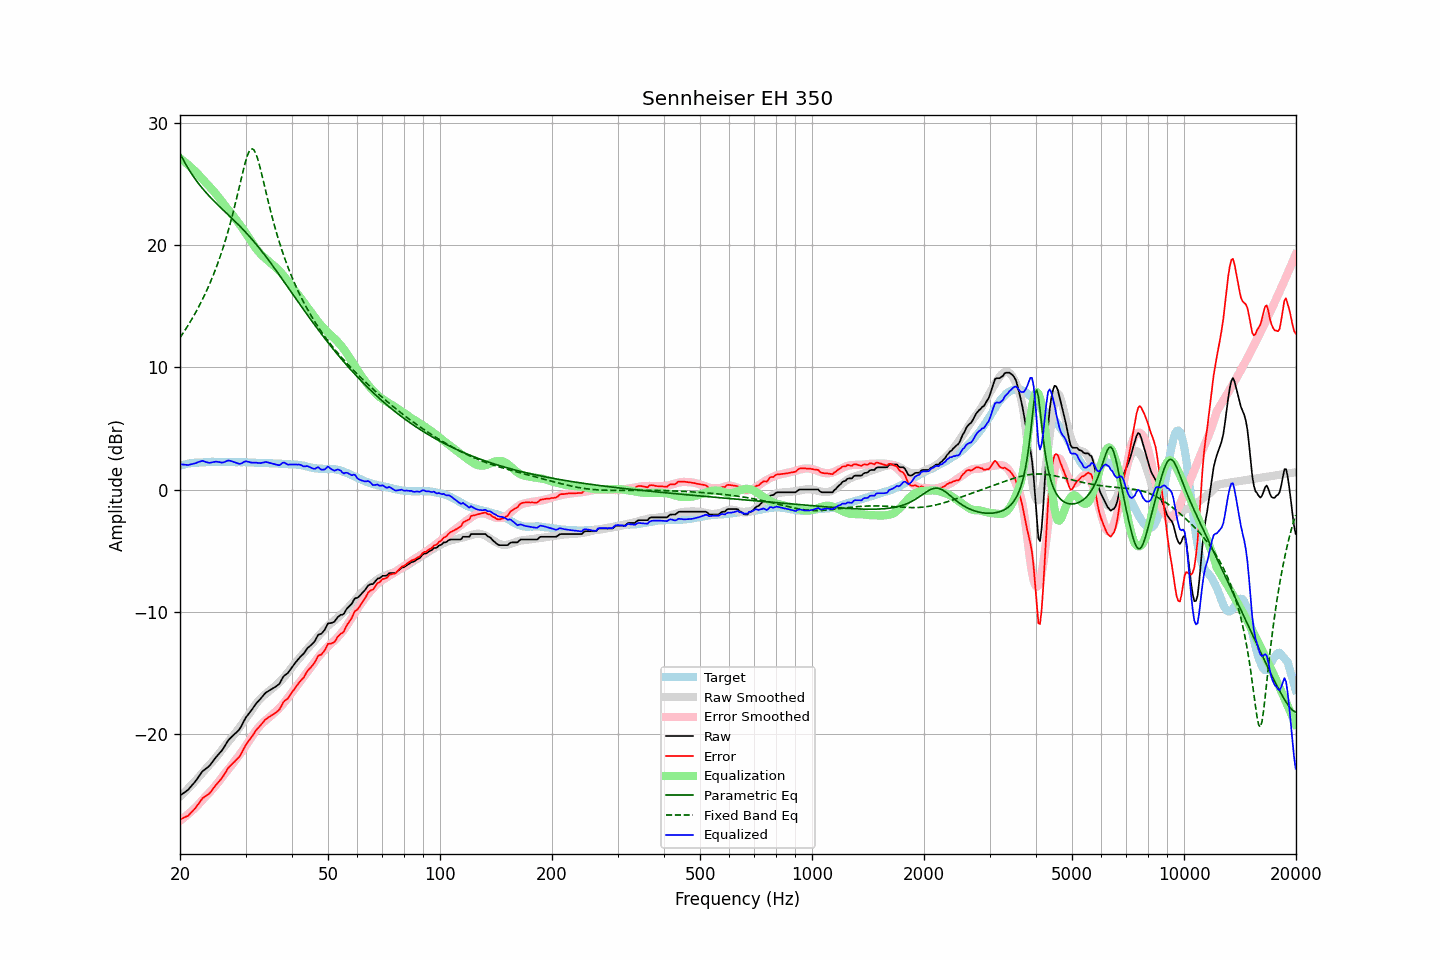 Sennheiser EH 350
Amplitude (dBr)
30
20
10
0
−10
−20
Target
Raw Smoothed
Error Smoothed
Raw
Error
Equalization
Parametric Eq
Fixed Band Eq
Equalized
20
50
100
200
500
1000
2000
5000
10000
20000
Frequency (Hz)